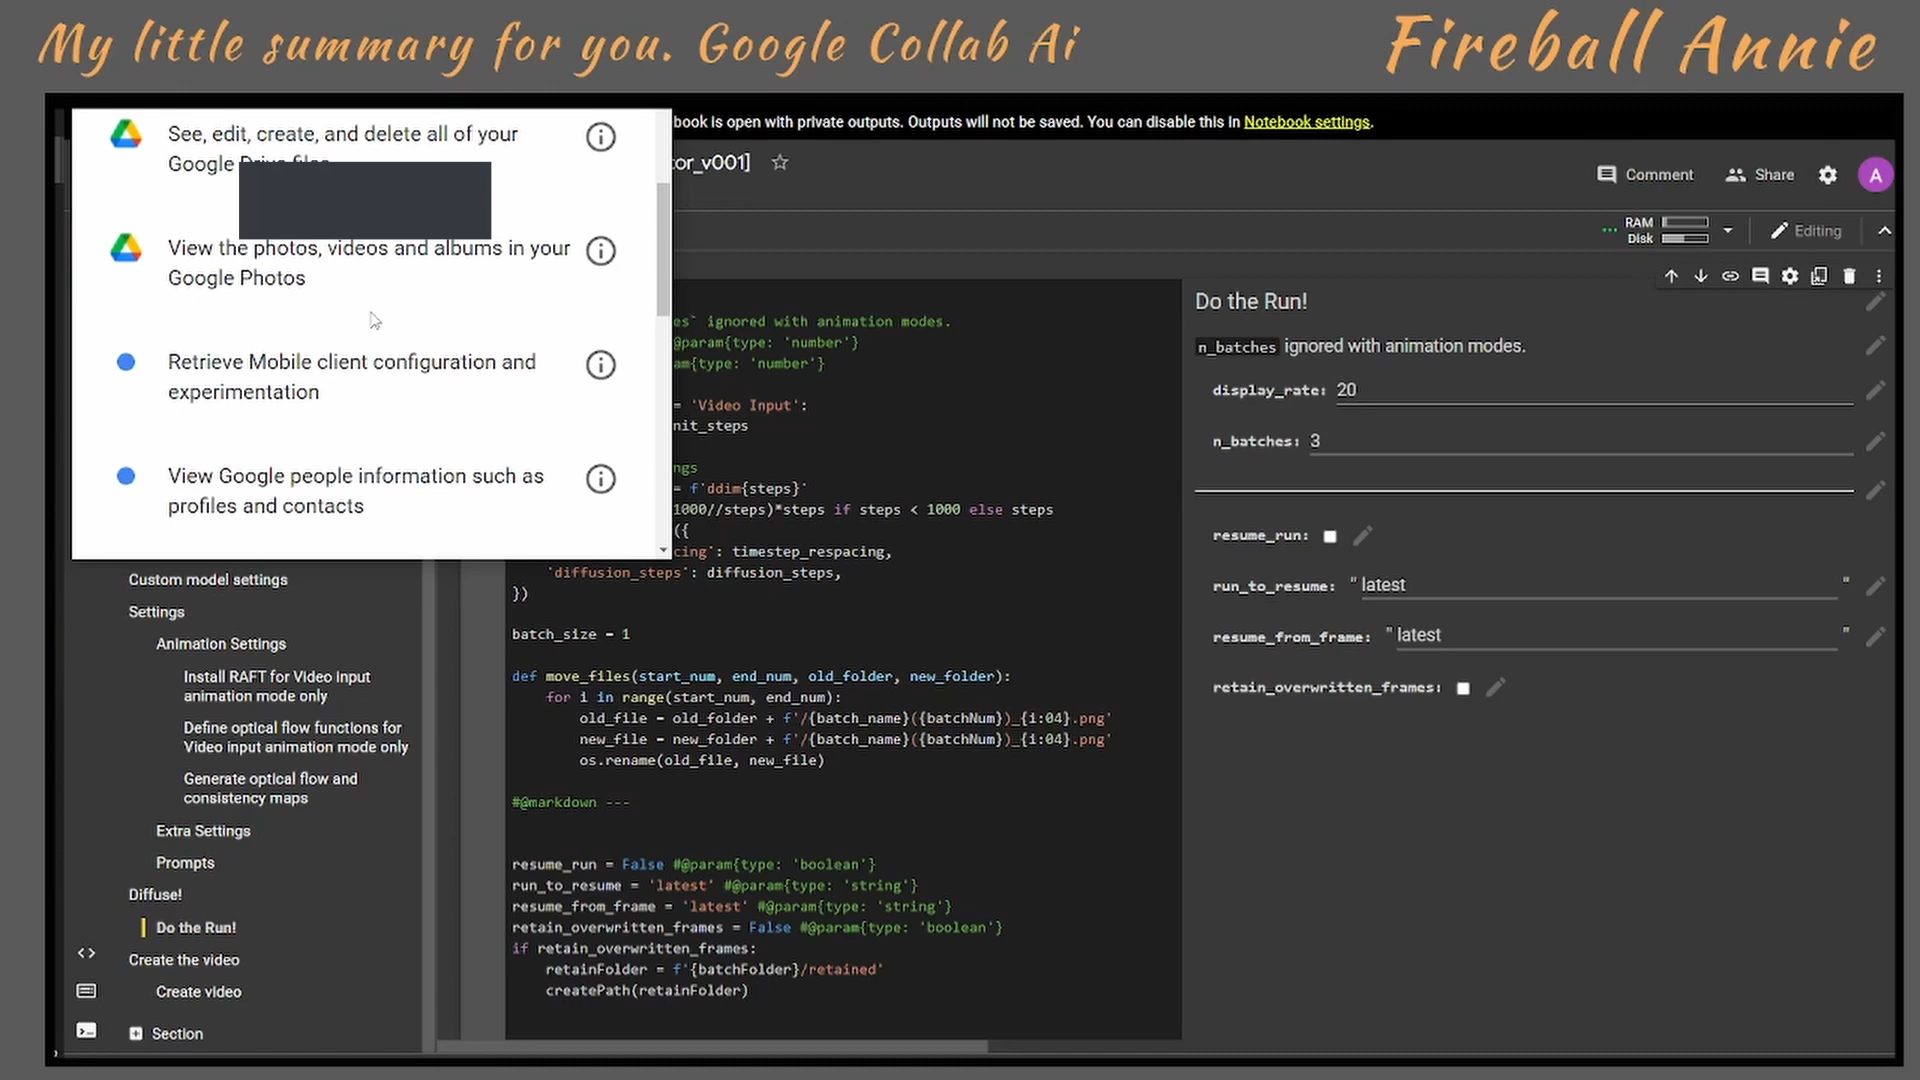 My little summary for you. Google Collab Ai
Fireball Annie
See, edit, create, and delete all of your
Google Drive files
View the photos, videos and albums in your
Google Photos
Retrieve Mobile client configuration and
experimentation
View Google people information such as
profiles and contacts
book is open with private outputs. Outputs will not be saved. You can disable this in Notebook settings.
tor_v001]
Comment
Share
A
RAM
Disk
Editing
Custom model settings
Settings
Animation Settings
Install RAFT for Video Input
animation mode only
Define optical flow functions for
Video input animation mode only
Generate optical flow and
consistency maps
Extra Settings
Prompts
Diffuse!
Do the Run!
Create the video
Create video
Section
es` ignored with animation modes.
@param{type: 'number'}
am{type: 'number'}
= 'Video Input':
nit_steps
ngs
= f'ddim{steps}'
1000//steps)*steps if steps < 1000 else steps
({
cing': timestep_respacing,
'diffusion_steps': diffusion_steps,
})
batch_size = 1
def move_files(start_num, end_num, old_folder, new_folder):
for i in range(start_num, end_num):
old_file = old_folder + f'/{batch_name}({batchNum})_{i:04}.png'
new_file = new_folder + f'/{batch_name}({batchNum})_{i:04}.png'
os.rename(old_file, new_file)
#@markdown ---
resume_run = False #@param{type: 'boolean'}
run_to_resume = 'latest' #@param{type: 'string'}
resume_from_frame = 'latest' #@param{type: 'string'}
retain_overwritten_frames = False #@param{type: 'boolean'}
if retain_overwritten_frames:
retainFolder = f'{batchFolder}/retained'
createPath(retainFolder)
Do the Run!
n_batches ignored with animation modes.
display_rate: 20
n_batches: 3
resume_run:
run_to_resume: " latest "
resume_from_frame: " latest "
retain_overwritten_frames: